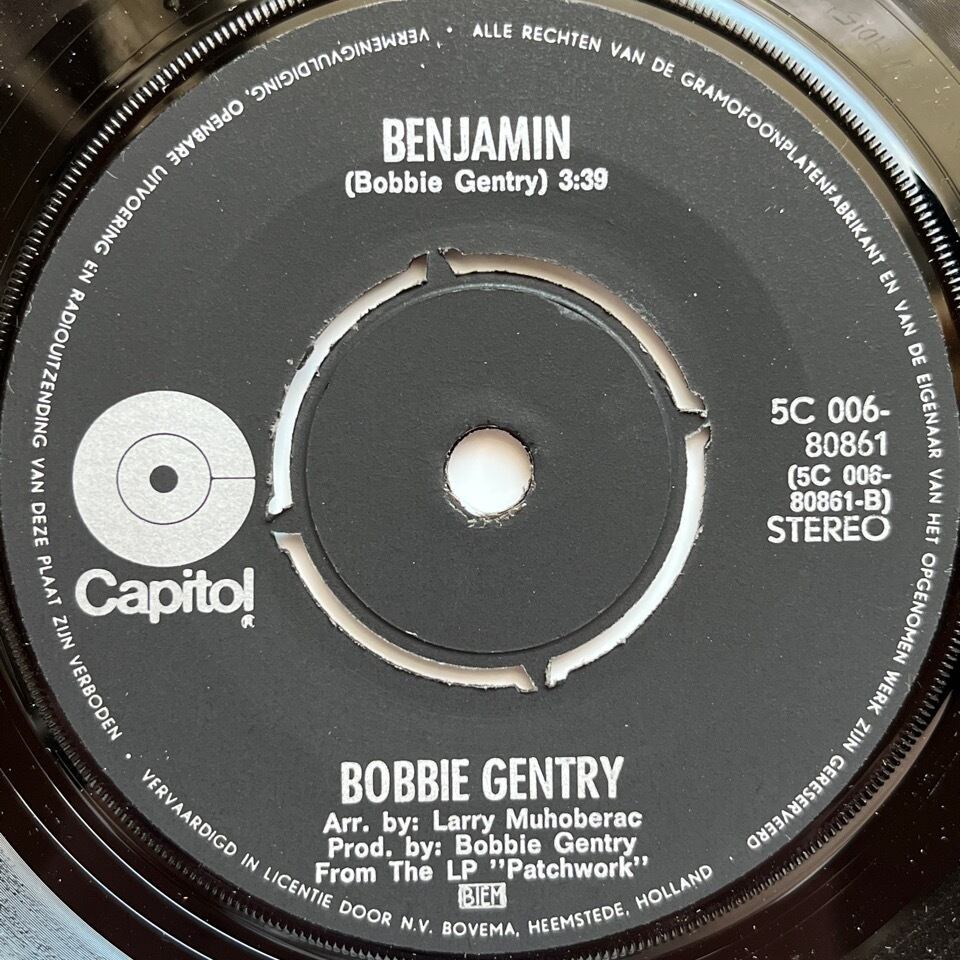 BENJAMIN
(Bobbie Gentry) 3:39
5C 006-
80861
(5C 006-
80861-B)
STEREO
Capitol
®
BOBBIE GENTRY
Arr. by: Larry Muhoberac
Prod. by: Bobbie Gentry
From The LP "Patchwork"
BIEM
ALLE RECHTEN VAN DE GRAMOFOONPLATENFABRIKANT EN VAN DE EIGENAAR VAN HET OPGENOMEN WERK ZIJN GERESERVEERD •
VERMENIGVULDIGING, OPENBARE UITVOERING EN RADIOUITZENDING VAN DEZE PLAAT ZIJN VERBODEN •
VERVAARDIGD IN LICENTIE DOOR N.V. BOVEMA, HEEMSTEDE, HOLLAND